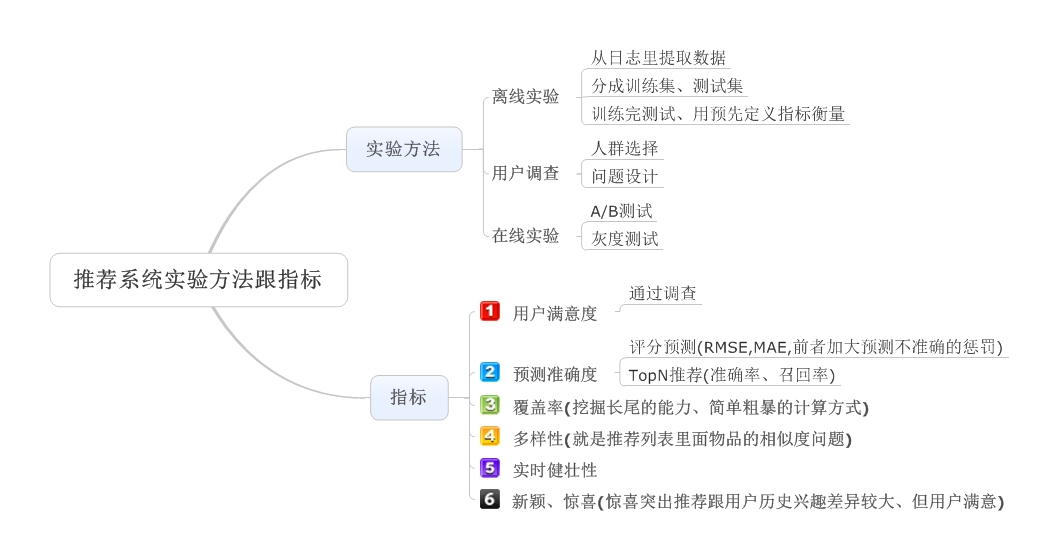 推荐系统实验方法跟指标
实验方法
离线实验
从日志里提取数据
分成训练集、测试集
训练完测试、用预先定义指标衡量
用户调查
人群选择
问题设计
在线实验
A/B测试
灰度测试
指标
1 用户满意度
通过调查
2 预测准确度
评分预测(RMSE,MAE,前者加大预测不准确的惩罚)
TopN推荐(准确率、召回率)
3 覆盖率(挖掘长尾的能力、简单粗暴的计算方式)
4 多样性(就是推荐列表里面物品的相似度问题)
5 实时健壮性
6 新颖、惊喜(惊喜突出推荐跟用户历史兴趣差异较大、但用户满意)